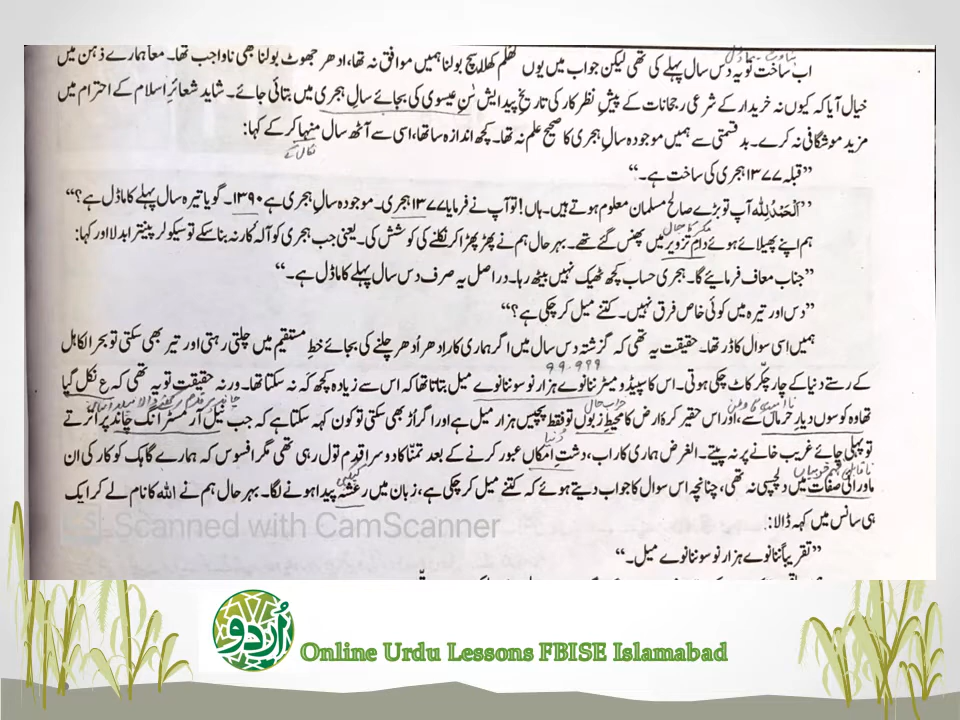 بناوٹ
اب ساخت تو یہ دس سال پہلے کی تھی لیکن جواب میں یوں کھلم کھلا سچ بولنا ہمیں موافق نہ تھا، ادھر جھوٹ بولنا بھی ناواجب تھا۔ معاً ہمارے ذہن میں
خیال آیا کہ کیوں نہ خریدار کے شرعی رجحانات کے پیشِ نظر کار کی تاریخِ پیدایش سنِ عیسوی کی بجائے سالِ ہجری میں بتائی جائے۔ شاید شعائرِ اسلام کے احترام میں
مزید موشگافی نہ کرے۔ بدقسمتی سے ہمیں موجودہ سالِ ہجری کا صحیح علم نہ تھا۔ کچھ اندازہ سا تھا، اسی سے آٹھ سال منہا کر کے کہا:
نکال کے
”قبلہ ۱۳۷۷ ہجری کی ساخت ہے۔“
”اَلْحَمْدُلِلّٰہ آپ تو بڑے صالح مسلمان معلوم ہوتے ہیں۔ ہاں! تو آپ نے فرمایا ۱۳۷۷ ہجری۔ موجودہ سالِ ہجری ہے ۱۳۹۰۔ گویا تیرہ سال پہلے کا ماڈل ہے؟“
مکر کا جال
ہم اپنے پھیلائے ہوئے دامِ تزویر میں پھنس گئے تھے۔ بہرحال ہم نے پھڑپھڑا کر نکلنے کی کوشش کی۔ یعنی جب ہجری کو آلۂ کار نہ بنا سکے تو سیکولر پینترا بدلا اور کہا:
”جناب معاف فرمائیے گا۔ ہجری حساب کچھ ٹھیک نہیں بیٹھ رہا۔ دراصل یہ صرف دس سال پہلے کا ماڈل ہے۔“
”دس اور تیرہ میں کوئی خاص فرق نہیں۔ کتنے میل کر چکی ہے؟“
ہمیں اسی سوال کا ڈر تھا۔ حقیقت یہ تھی کہ گزشتہ دس سال میں اگر ہماری کار ادھر اُدھر چلنے کی بجائے خطِ مستقیم میں چلتی رہتی اور تیر بھی سکتی تو بحرالکاہل
۹۹،۹۹۹
کے رستے دنیا کے چار چکّر کاٹ چکی ہوتی۔ اس کا سپیڈو میٹر ننانوے ہزار نو سو ننانوے میل بتاتا تھا کہ اس سے زیادہ کچھ کَہ نہ سکتا تھا۔ ورنہ حقیقت تو یہ تھی کہ ع نکل گیا
تھا وہ کوسوں دیارِ حرماں سے، اور اس حقیر کرۂ ارض کا محیطِ زبوں تو فقط پچیس ہزار میل ہے اور اگر اُڑ بھی سکتی تو کون کہہ سکتا ہے کہ جب نیل آرمسٹرانگ چاند پر اُترتے
تو پہلی چائے غریب خانے پر نہ پیتے۔ الغرض ہماری کار اب، دشتِ امکاں عبور کرنے کے بعد تمنّا کا دوسرا قدم تول رہی تھی مگر افسوس کہ ہمارے گاہک کو کار کی ان
ماورائی صفات میں دلچسپی نہ تھی، چنانچہ اس سوال کا جواب دیتے ہوئے کہ کتنے میل کر چکی ہے، زبان میں رعشہ پیدا ہونے لگا۔ بہرحال ہم نے اللہ کا نام لے کر ایک
ہی سانس میں کہہ ڈالا:
CS Scanned with CamScanner
”تقریباً ننانوے ہزار نو سو ننانوے میل۔“
اُردُو
Online Urdu Lessons FBISE Islamabad